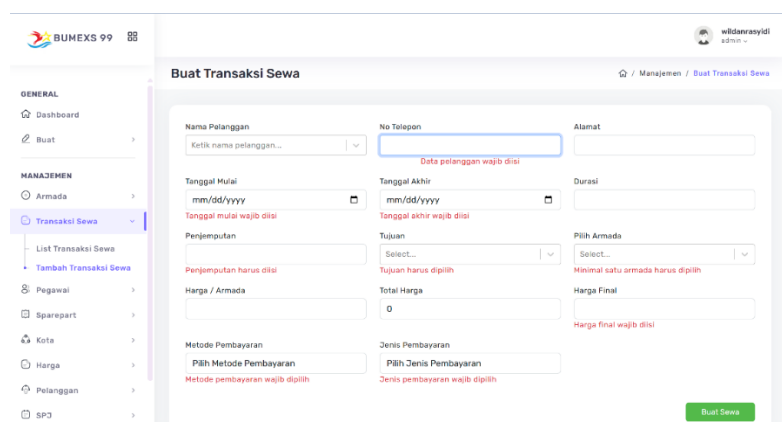 BUMEXS 99
wildanrasyidi
admin
Buat Transaksi Sewa
/ Manajemen / Buat Transaksi Sewa
GENERAL
Dashboard
Buat
MANAJEMEN
Armada
Transaksi Sewa
List Transaksi Sewa
Tambah Transaksi Sewa
Pegawai
Sparepart
Kota
Harga
Pelanggan
SPJ
Nama Pelanggan
Ketik nama pelanggan...
No Telepon
Alamat
Data pelanggan wajib diisi
Tanggal Mulai
mm/dd/yyyy
Tanggal mulai wajib diisi
Tanggal Akhir
mm/dd/yyyy
Tanggal akhir wajib diisi
Durasi
Penjemputan
Penjemputan harus diisi
Tujuan
Select...
Tujuan harus dipilih
Pilih Armada
Select...
Minimal satu armada harus dipilih
Harga / Armada
Total Harga
0
Harga Final
Harga final wajib diisi
Metode Pembayaran
Pilih Metode Pembayaran
Metode pembayaran wajib dipilih
Jenis Pembayaran
Pilih Jenis Pembayaran
Jenis pembayaran wajib dipilih
Buat Sewa